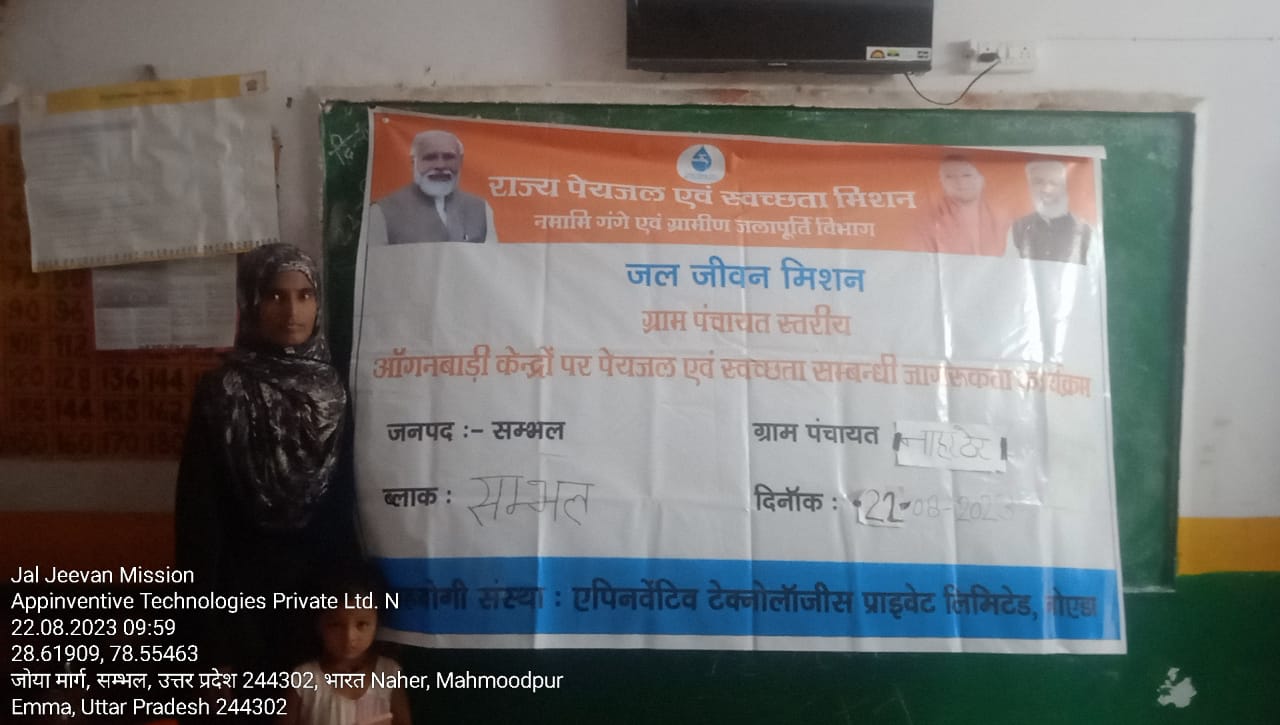 राज्य पेयजल एवं स्वच्छता मिशन
नमामि गंगे एवं ग्रामीण जलापूर्ति विभाग
जल जीवन मिशन
ग्राम पंचायत स्तरीय
ऑगनबाड़ी केन्द्रों पर पेयजल एवं स्वच्छता सम्बन्धी जागरूकता कार्यक्रम
जनपद :- सम्भल
ग्राम पंचायत
ब्लाक : सम्भल
दिनॉक : 22-08-2023
संस्था : एपिनवेंटिव टेक्नोलॉजीस प्राइवेट लिमिटेड, नोएडा
128 136 144
Jal Jeevan Mission
Appinventive Technologies Private Ltd. N
22.08.2023 09:59
28.61909, 78.55463
जोया मार्ग, सम्भल, उत्तर प्रदेश 244302, भारत Naher, Mahmoodpur
Emma, Uttar Pradesh 244302